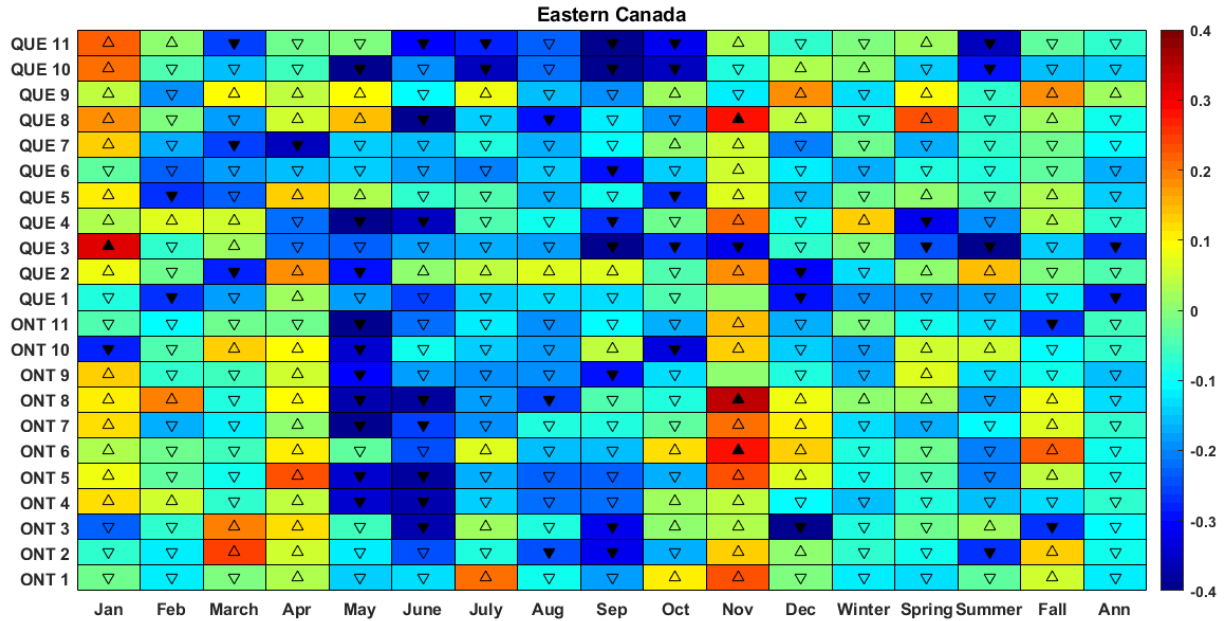 Eastern Canada
QUE 11
QUE 10
QUE 9
QUE 8
QUE 7
QUE 6
QUE 5
QUE 4
QUE 3
QUE 2
QUE 1
ONT 11
ONT 10
ONT 9
ONT 8
ONT 7
ONT 6
ONT 5
ONT 4
ONT 3
ONT 2
ONT 1
Jan Feb March Apr May June July Aug Sep Oct Nov Dec Winter Spring Summer Fall Ann
0.4
0.3
0.2
0.1
0
-0.1
-0.2
-0.3
-0.4